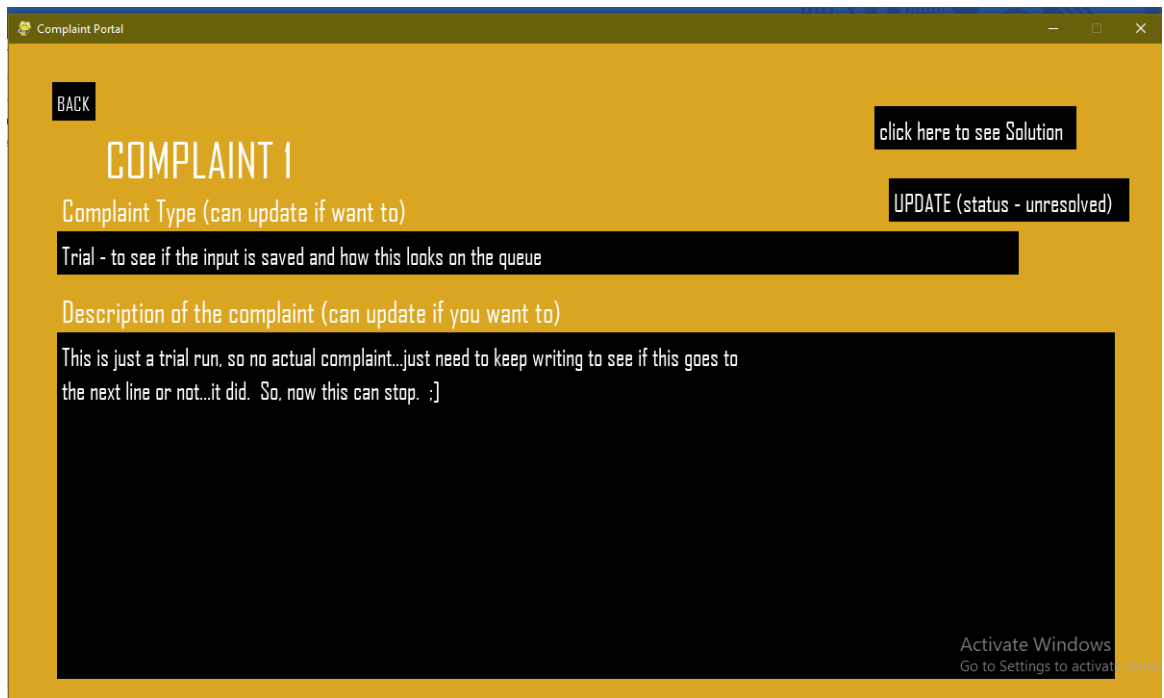 Complaint Portal
BACK
click here to see Solution
COMPLAINT 1
UPDATE (status - unresolved)
Complaint Type (can update if want to)
Trial - to see if the input is saved and how this looks on the queue
Description of the complaint (can update if you want to)
This is just a trial run, so no actual complaint...just need to keep writing to see if this goes to
the next line or not...it did.  So, now this can stop.  ;]
Activate Windows
Go to Settings to activate Windows